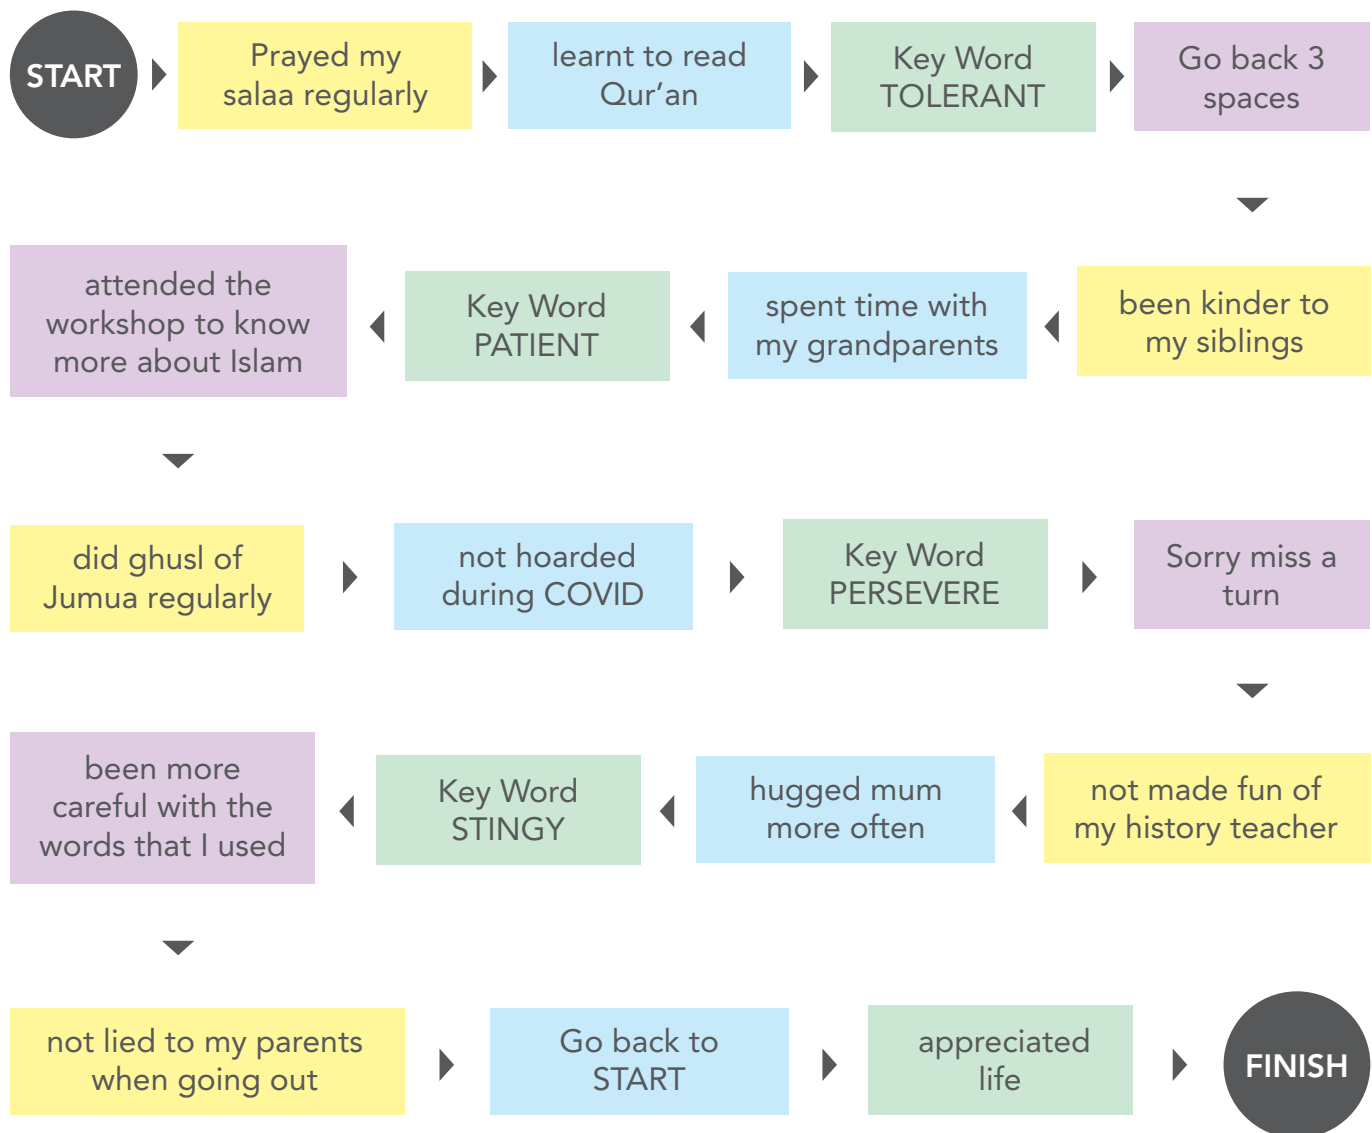 START
Prayed my
salaa regularly
learnt to read
Qur’an
Key Word
TOLERANT
Go back 3
spaces
been kinder to
my siblings
spent time with
my grandparents
Key Word
PATIENT
attended the
workshop to know
more about Islam
did ghusl of
Jumua regularly
not hoarded
during COVID
Key Word
PERSEVERE
Sorry miss a
turn
not made fun of
my history teacher
hugged mum
more often
Key Word
STINGY
been more
careful with the
words that I used
not lied to my parents
when going out
Go back to
START
appreciated
life
FINISH